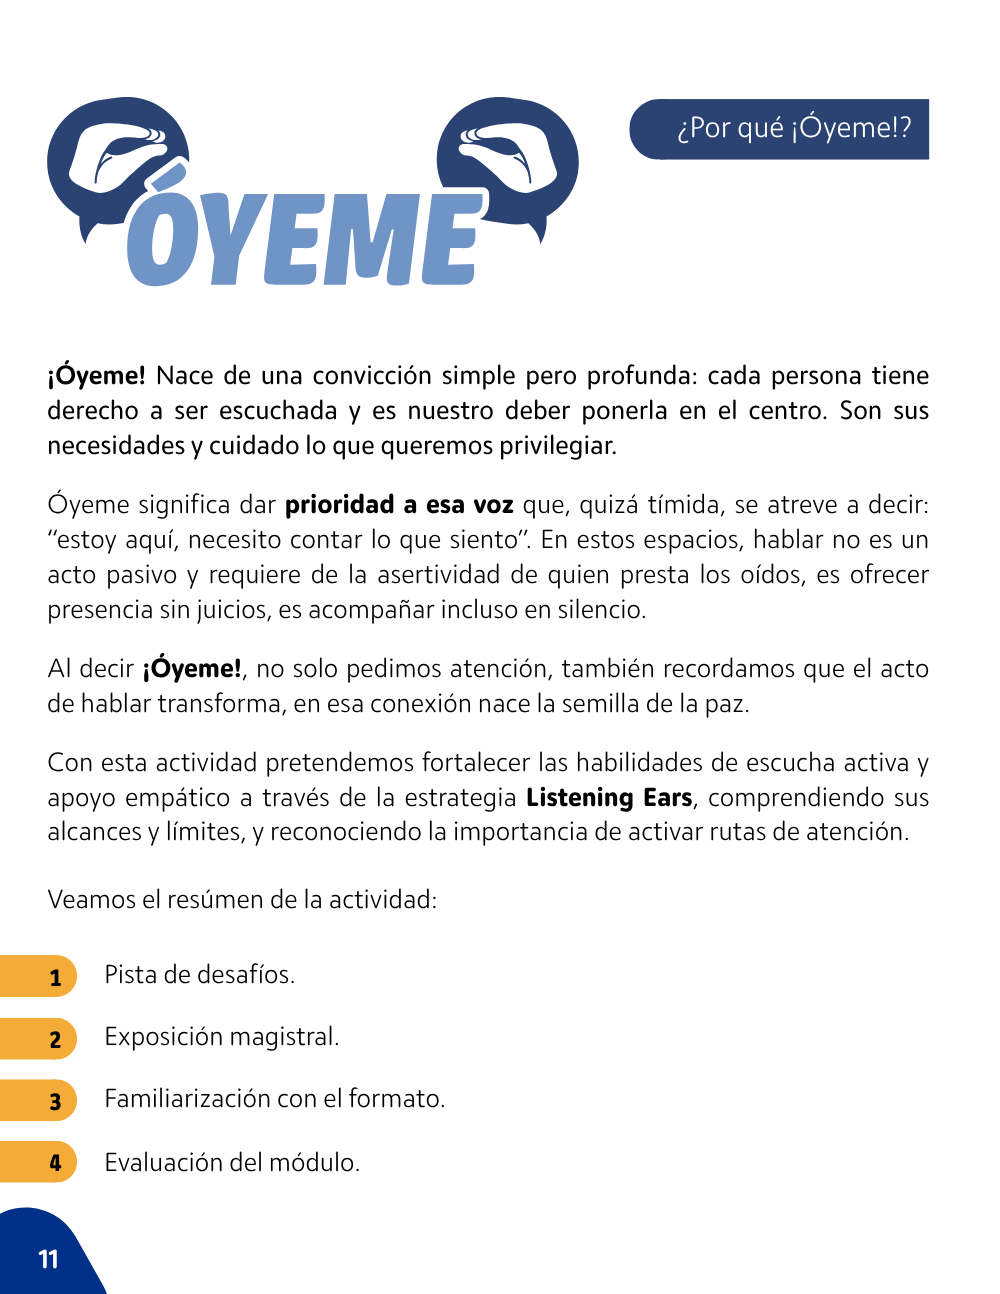 ¿Por qué ¡Óyeme!?
ÓYEME
¡Óyeme! Nace de una convicción simple pero profunda: cada persona tiene
derecho a ser escuchada y es nuestro deber ponerla en el centro. Son sus
necesidades y cuidado lo que queremos privilegiar.
Óyeme significa dar prioridad a esa voz que, quizá tímida, se atreve a decir:
“estoy aquí, necesito contar lo que siento”. En estos espacios, hablar no es un
acto pasivo y requiere de la asertividad de quien presta los oídos, es ofrecer
presencia sin juicios, es acompañar incluso en silencio.
Al decir ¡Óyeme!, no solo pedimos atención, también recordamos que el acto
de hablar transforma, en esa conexión nace la semilla de la paz.
Con esta actividad pretendemos fortalecer las habilidades de escucha activa y
apoyo empático a través de la estrategia Listening Ears, comprendiendo sus
alcances y límites, y reconociendo la importancia de activar rutas de atención.
Veamos el resúmen de la actividad:
1 Pista de desafíos.
2 Exposición magistral.
3 Familiarización con el formato.
4 Evaluación del módulo.
11